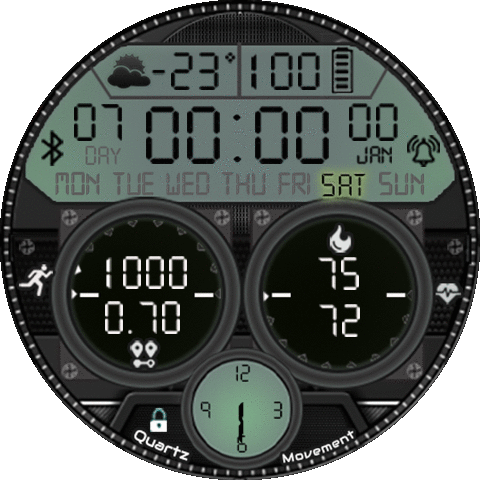 -23° 100
07 00:00 00
DAY JAN
MON TUE WED THU FRI SAT SUN
1000
0.70
75
72
12
9 3
6
Quartz Movement